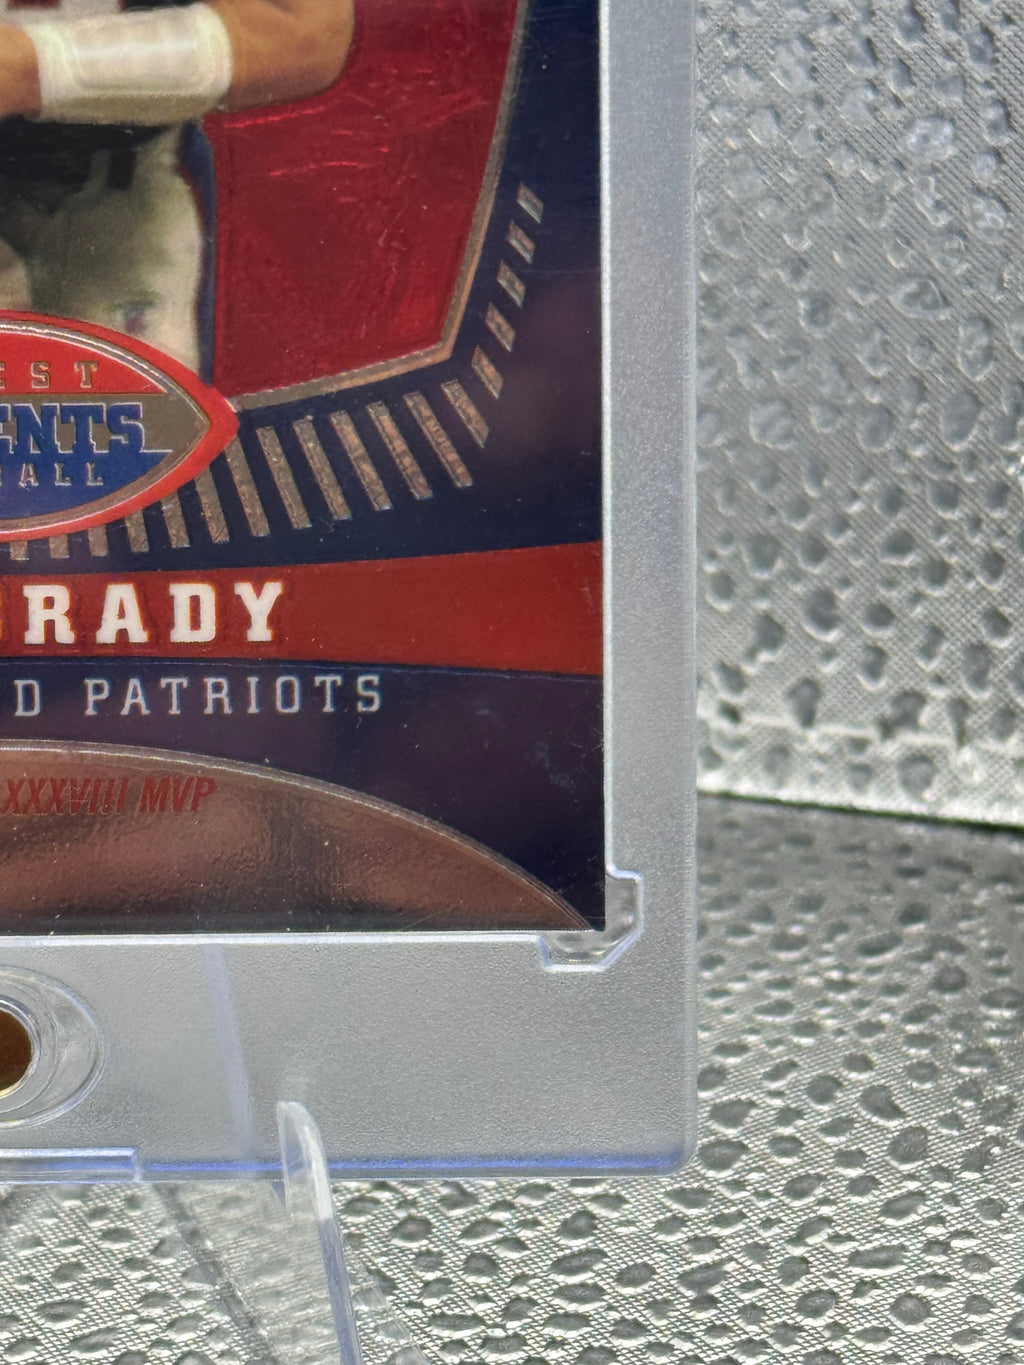 EST
ENTS
ALL
RADY
D PATRIOTS
XXXVIII MVP